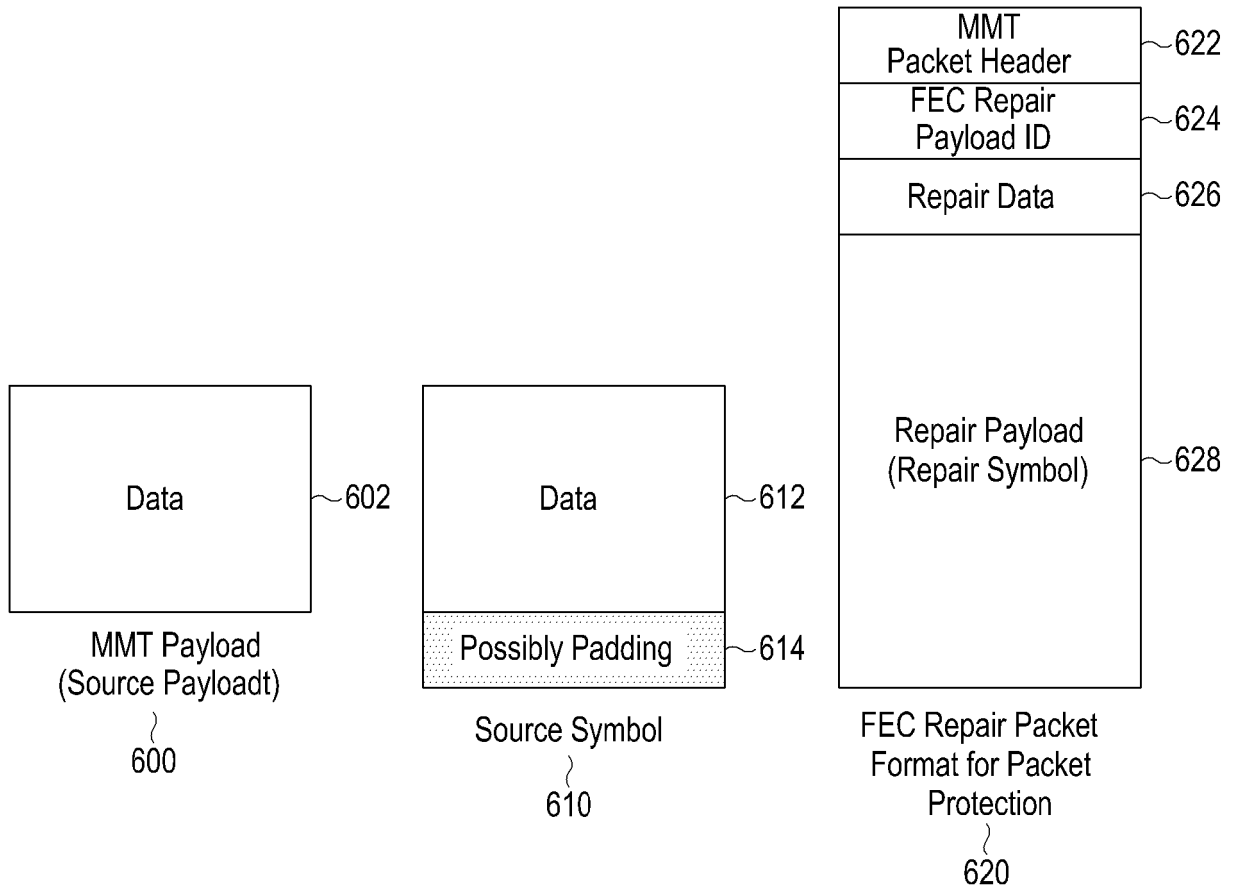 Data
602
MMT Payload
(Source Payloadt)
600
Data
612
Possibly Padding
614
Source Symbol
610
MMT
Packet Header
622
FEC Repair
Payload ID
624
Repair Data
626
Repair Payload
(Repair Symbol)
628
FEC Repair Packet
Format for Packet
Protection
620